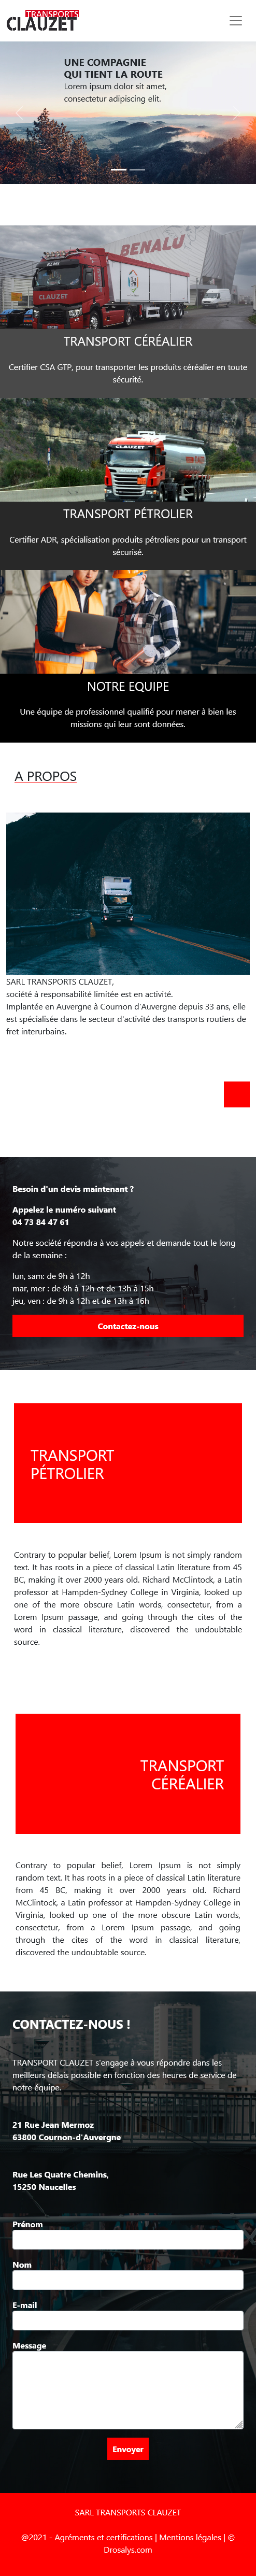 TRANSPORTS
CLAUZET
UNE COMPAGNIE
QUI TIENT LA ROUTE
Lorem ipsum dolor sit amet,
consectetur adipiscing elit.
BENALU
CLAUZET
TRANSPORT CÉRÉALIER
Certifier CSA GTP, pour transporter les produits céréalier en toute
sécurité.
CLAUZET
TRANSPORT PÉTROLIER
Certifier ADR, spécialisation produits pétroliers pour un transport
sécurisé.
NOTRE EQUIPE
Une équipe de professionnel qualifié pour mener à bien les
missions qui leur sont données.
A PROPOS
SARL TRANSPORTS CLAUZET,
société à responsabilité limitée est en activité.
Implantée en Auvergne à Cournon d'Auvergne depuis 33 ans, elle
est spécialisée dans le secteur d'activité des transports routiers de
fret interurbains.
Besoin d'un devis maintenant ?
Appelez le numéro suivant
04 73 84 47 61
Notre société répondra à vos appels et demande tout le long
de la semaine :
lun, sam: de 9h à 12h
mar, mer : de 8h à 12h et de 13h à 15h
jeu, ven : de 9h à 12h et de 13h à 16h
Contactez-nous
TRANSPORT
PÉTROLIER
Contrary to popular belief, Lorem Ipsum is not simply random
text. It has roots in a piece of classical Latin literature from 45
BC, making it over 2000 years old. Richard McClintock, a Latin
professor at Hampden-Sydney College in Virginia, looked up
one of the more obscure Latin words, consectetur, from a
Lorem Ipsum passage, and going through the cites of the
word in classical literature, discovered the undoubtable
source.
TRANSPORT
CÉRÉALIER
Contrary to popular belief, Lorem Ipsum is not simply
random text. It has roots in a piece of classical Latin literature
from 45 BC, making it over 2000 years old. Richard
McClintock, a Latin professor at Hampden-Sydney College in
Virginia, looked up one of the more obscure Latin words,
consectetur, from a Lorem Ipsum passage, and going
through the cites of the word in classical literature,
discovered the undoubtable source.
CONTACTEZ-NOUS !
TRANSPORT CLAUZET s'engage à vous répondre dans les
meilleurs délais possible en fonction des heures de service de
notre équipe.
21 Rue Jean Mermoz
63800 Cournon-d'Auvergne
Rue Les Quatre Chemins,
15250 Naucelles
Prénom
Nom
E-mail
Message
Envoyer
SARL TRANSPORTS CLAUZET
@2021 - Agréments et certifications | Mentions légales | ©
Drosalys.com